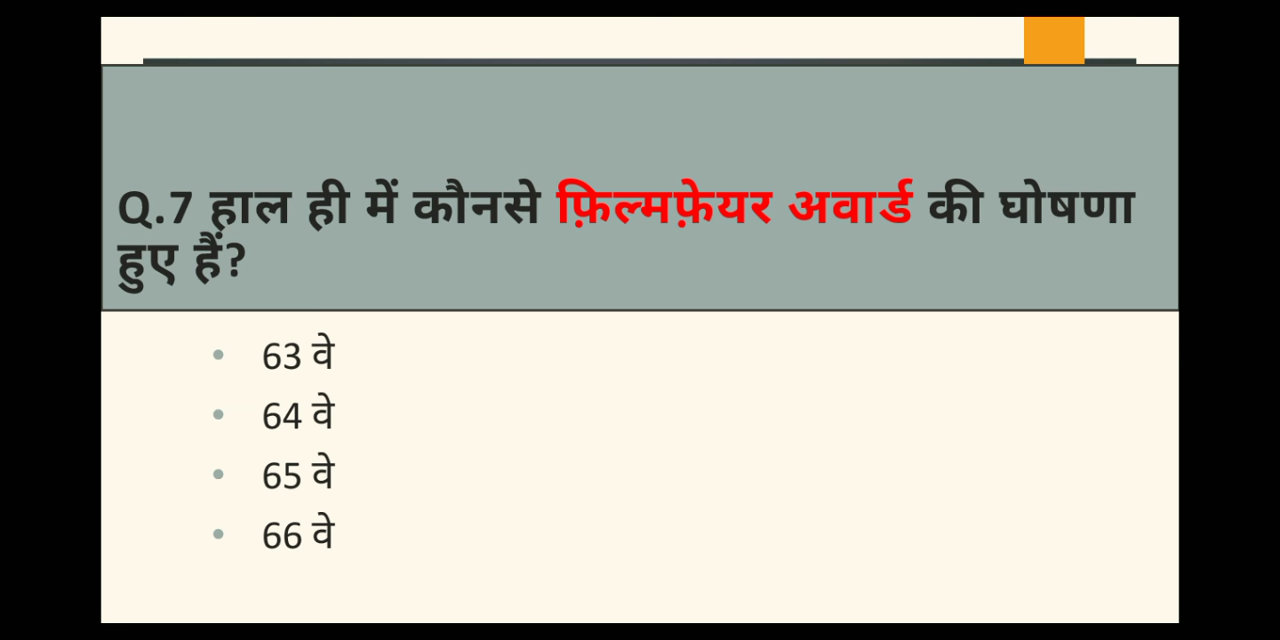 Q.7 हाल ही में कौनसे फ़िल्मफ़ेयर अवार्ड की घोषणा
हुए हैं?
• 63 वे
• 64 वे
• 65 वे
• 66 वे